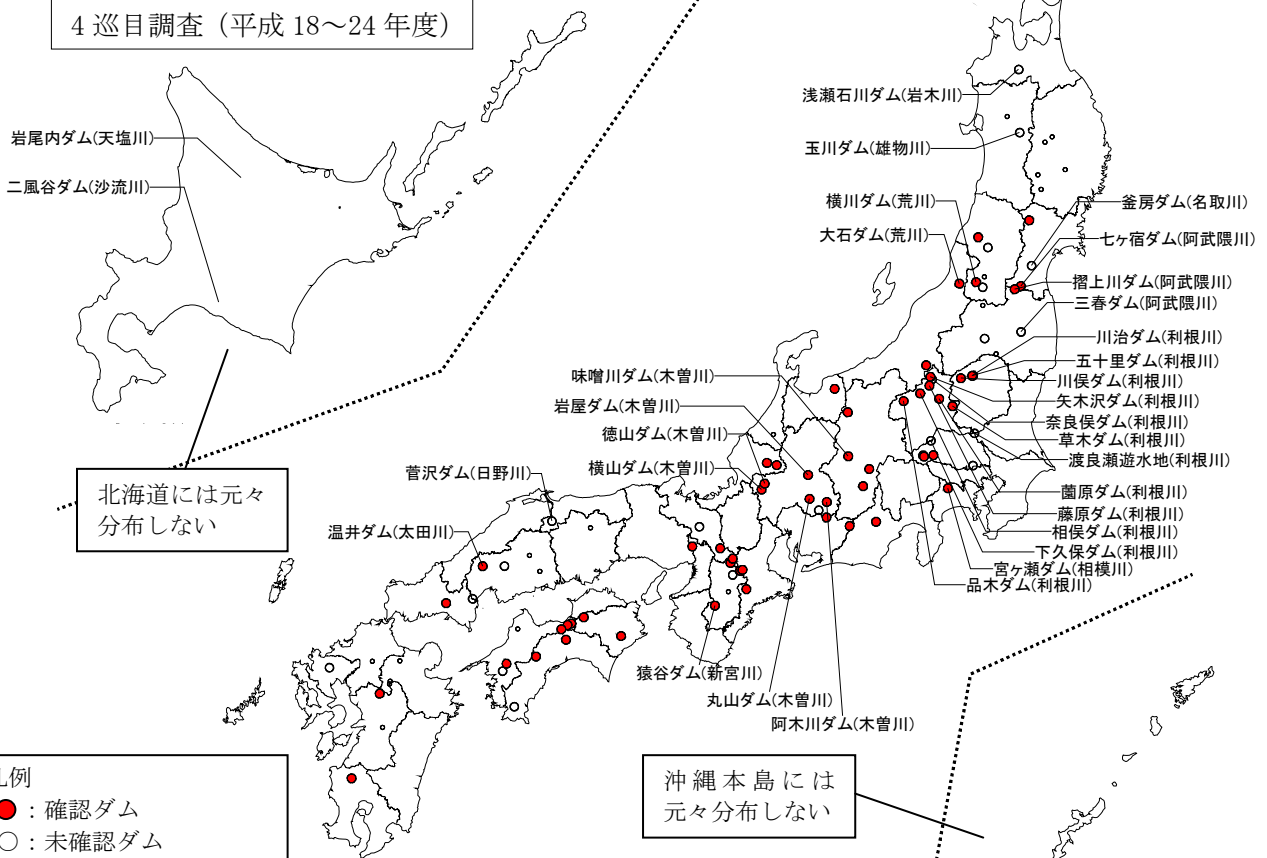 4巡目調査（平成 18～24 年度）
岩尾内ダム(天塩川)
二風谷ダム(沙流川)
北海道には元々
分布しない
浅瀬石川ダム(岩木川)
玉川ダム(雄物川)
横川ダム(荒川)
大石ダム(荒川)
釜房ダム(名取川)
七ヶ宿ダム(阿武隈川)
摺上川ダム(阿武隈川)
三春ダム(阿武隈川)
川治ダム(利根川)
五十里ダム(利根川)
川俣ダム(利根川)
矢木沢ダム(利根川)
奈良俣ダム(利根川)
草木ダム(利根川)
渡良瀬遊水地(利根川)
薗原ダム(利根川)
藤原ダム(利根川)
相俣ダム(利根川)
下久保ダム(利根川)
宮ヶ瀬ダム(相模川)
品木ダム(利根川)
味噌川ダム(木曽川)
岩屋ダム(木曽川)
徳山ダム(木曽川)
横山ダム(木曽川)
菅沢ダム(日野川)
温井ダム(太田川)
猿谷ダム(新宮川)
丸山ダム(木曽川)
阿木川ダム(木曽川)
沖縄本島には
元々分布しない
凡例
：確認ダム
：未確認ダム